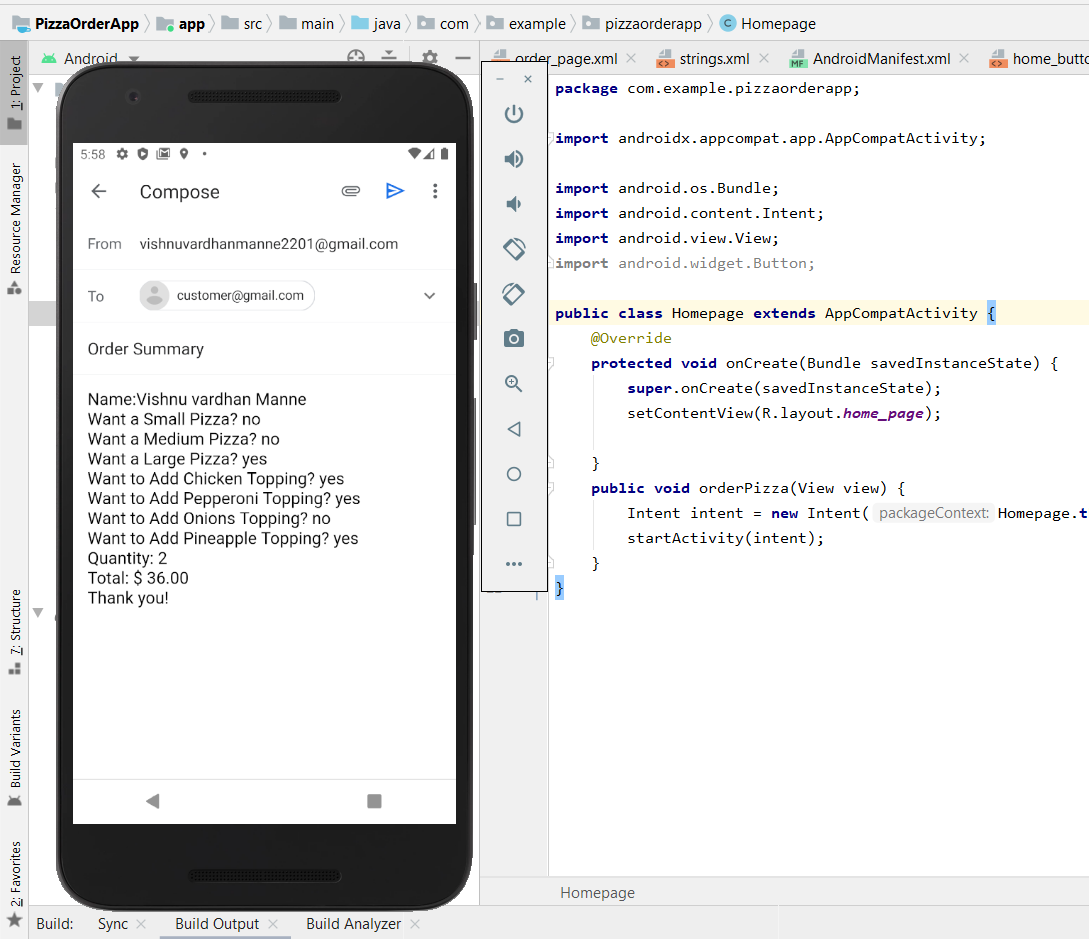 PizzaOrderApp app src main java com example pizzaorderapp C Homepage
Android
order_page.xml strings.xml MF AndroidManifest.xml
1: Project
Resource Manager
7: Structure
Build Variants
2: Favorites
5:58
Compose
From vishnuvardhanmanne2201@gmail.com
To customer@gmail.com
Order Summary
Name:Vishnu vardhan Manne
Want a Small Pizza? no
Want a Medium Pizza? no
Want a Large Pizza? yes
Want to Add Chicken Topping? yes
Want to Add Pepperoni Topping? yes
Want to Add Onions Topping? no
Want to Add Pineapple Topping? yes
Quantity: 2
Total: $ 36.00
Thank you!
package com.example.pizzaorderapp;
import androidx.appcompat.app.AppCompatActivity;
import android.os.Bundle;
import android.content.Intent;
import android.view.View;
import android.widget.Button;
public class Homepage extends AppCompatActivity {
@Override
protected void onCreate(Bundle savedInstanceState) {
super.onCreate(savedInstanceState);
setContentView(R.layout.home_page);
}
public void orderPizza(View view) {
Intent intent = new Intent( packageContext: Homepage.t
startActivity(intent);
}
}
Homepage
Build: Sync Build Output Build Analyzer